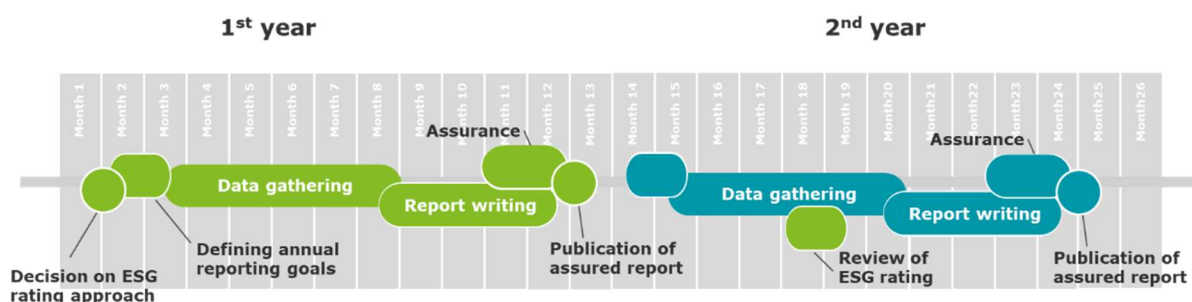 1st year
2nd year
Month 1
Month 2
Month 3
Month 4
Month 5
Month 6
Month 7
Month 8
Month 9
Month 10
Month 11
Month 12
Month 13
Month 14
Month 15
Month 16
Month 17
Month 18
Month 19
Month20
Month21
Month22
Month23
Month24
Month25
Month26
Assurance
Assurance
Data gathering
Report writing
Data gathering
Report writing
Decision on ESG
rating approach
Defining annual
reporting goals
Publication of
assured report
Review of
ESG rating
Publication of
assured report